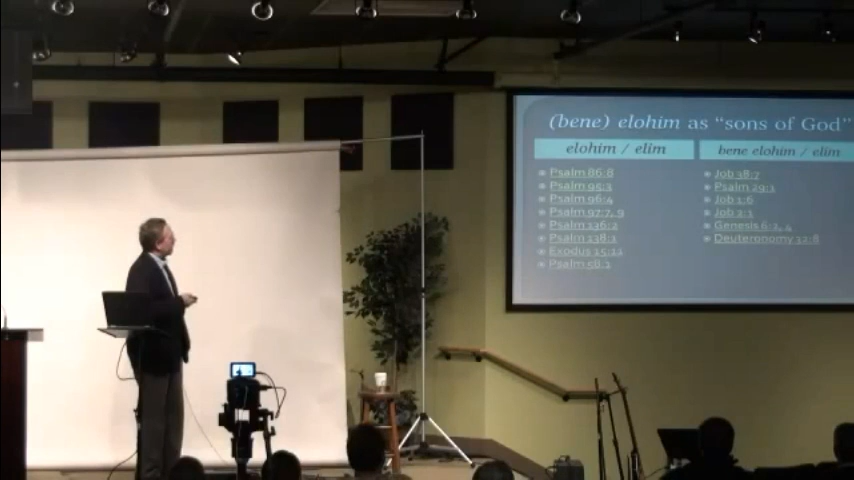 (bene) elohim as “sons of God”
elohim / elim
bene elohim / elim
Psalm 86:8
Psalm 95:3
Psalm 96:4
Psalm 97:7, 9
Psalm 136:2
Psalm 138:1
Exodus 15:11
Psalm 58:1
Job 38:7
Psalm 29:1
Job 1:6
Job 2:1
Genesis 6:2, 4
Deuteronomy 32:8